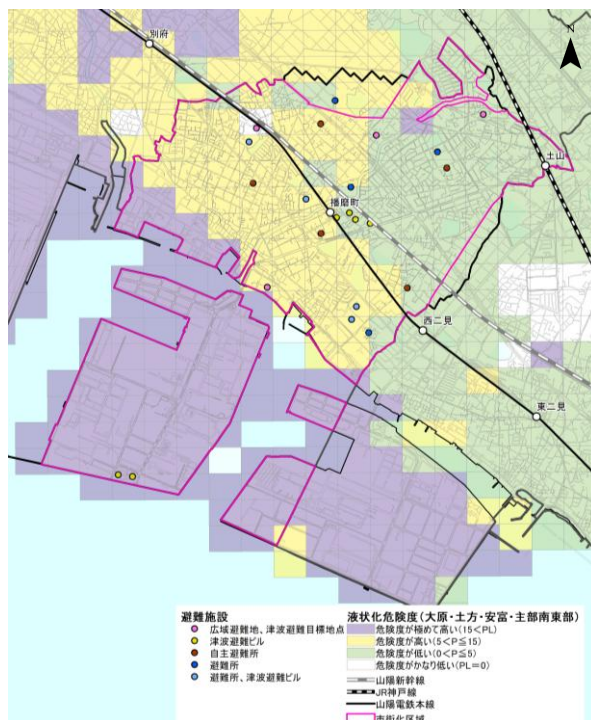 別府
N
土山
播磨町
西二見
東二見
避難施設
広域避難地、津波避難目標地点
津波避難ビル
自主避難所
避難所
避難所、津波避難ビル
液状化危険度(大原・土方・安富・主部南東部)
危険度が極めて高い(15<PL)
危険度が高い(5<P≦15)
危険度が低い(0<P≦5)
危険度がかなり低い(PL=0)
山陽新幹線
JR神戸線
山陽電鉄本線
市街化区域